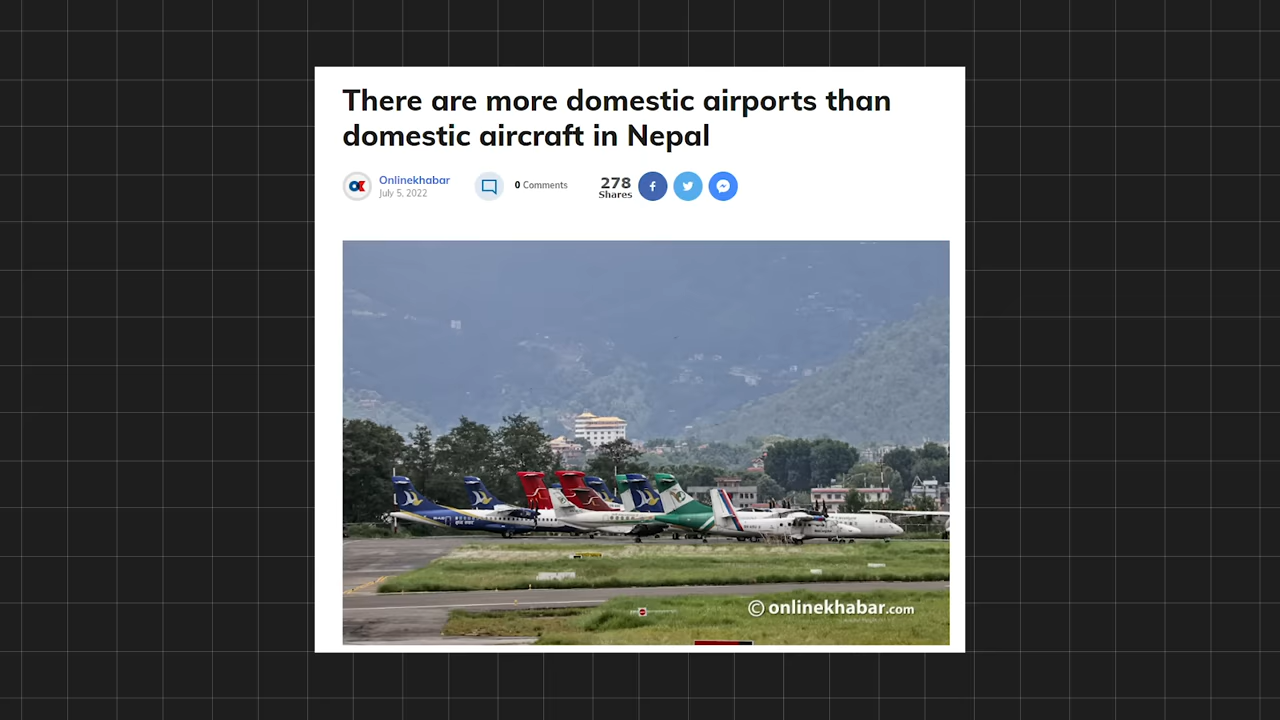 There are more domestic airports than
domestic aircraft in Nepal
Onlinekhabar
July 5, 2022
0 Comments
278
Shares
© onlinekhabar.com